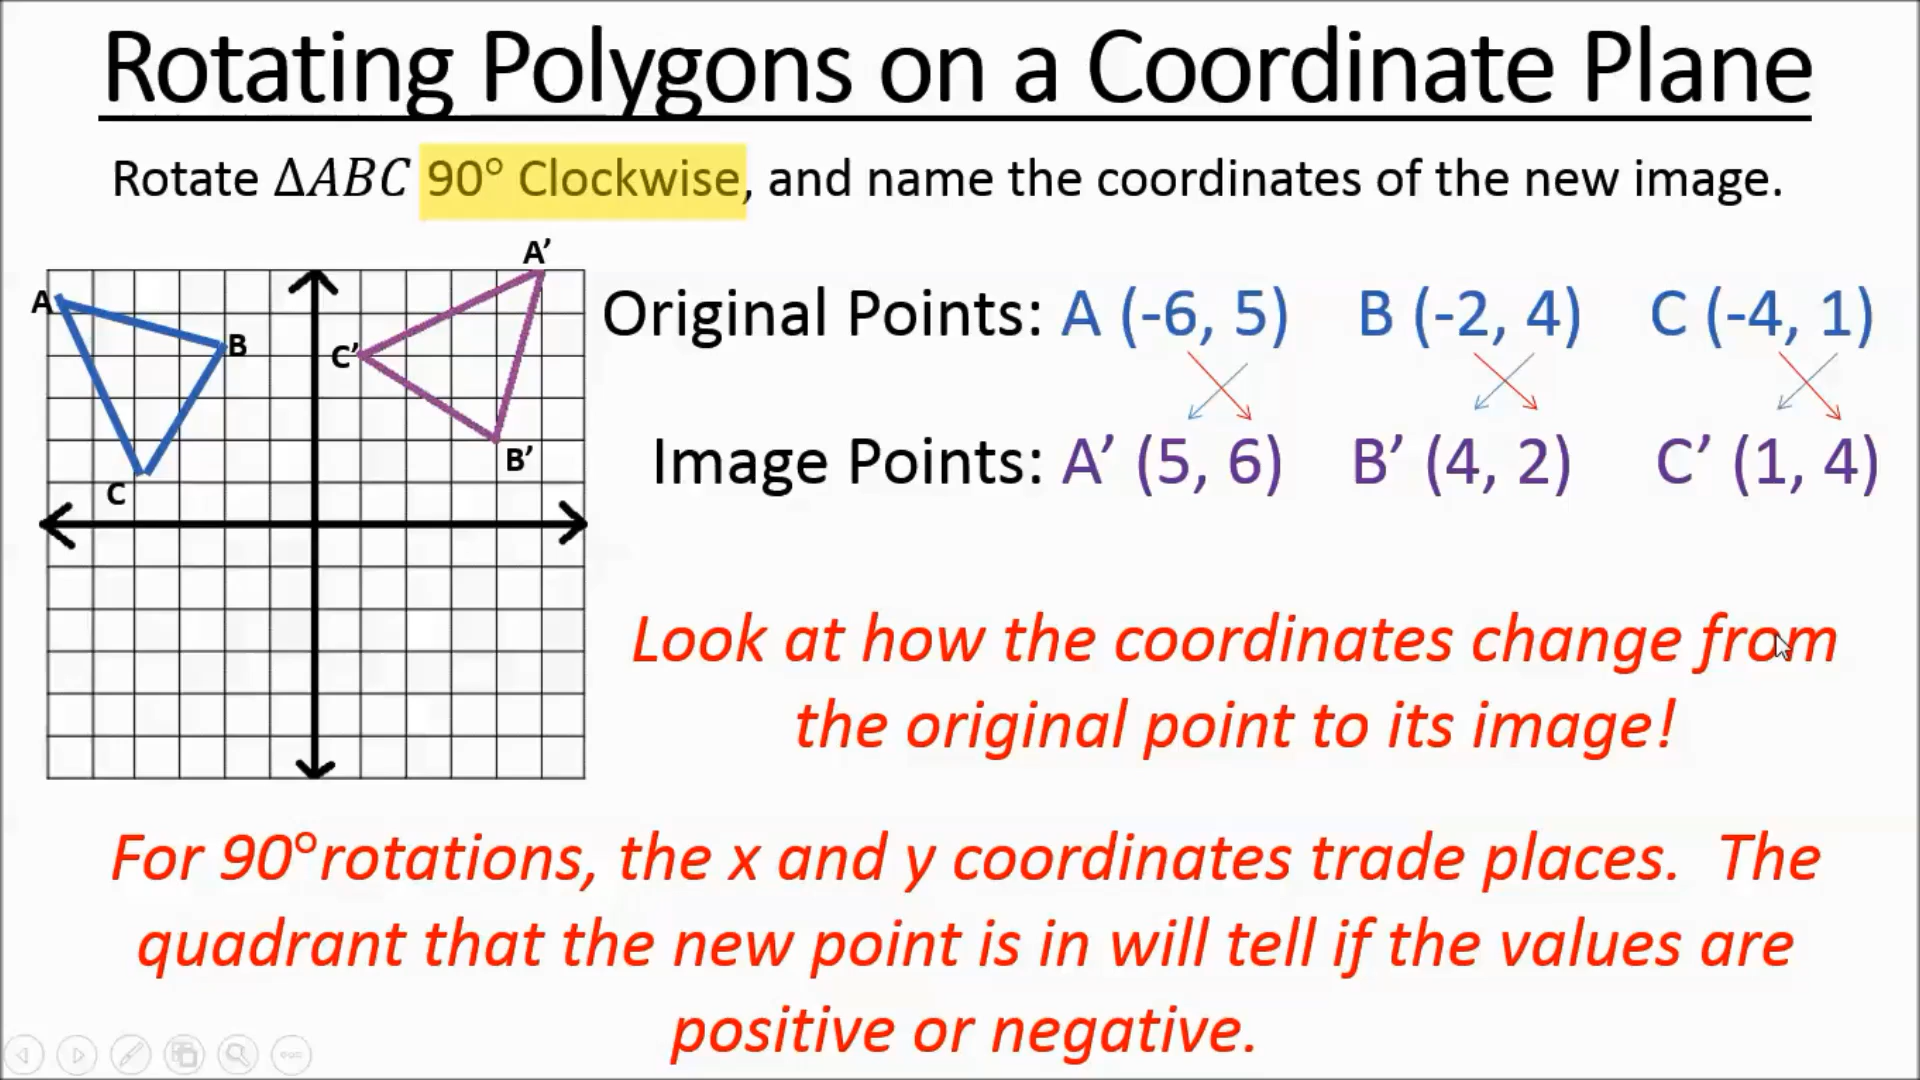 Rotating Polygons on a Coordinate Plane
Rotate ΔABC 90° Clockwise, and name the coordinates of the new image.
A'
A
B
C'
B'
C
Original Points: A (-6, 5) B (-2, 4) C (-4, 1)
Image Points: A’ (5, 6) B’ (4, 2) C’ (1, 4)
Look at how the coordinates change from
the original point to its image!
For 90°rotations, the x and y coordinates trade places. The
quadrant that the new point is in will tell if the values are
positive or negative.